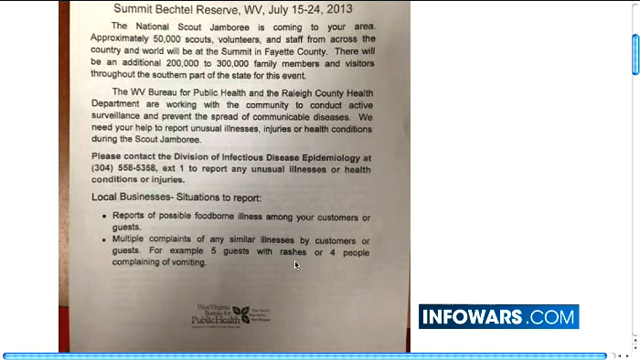 Summit Bechtel Reserve, WV, July 15-24, 2013
The National Scout Jamboree is coming to your area.
Approximately 50,000 scouts, volunteers, and staff from across the
country and world will be at the Summit in Fayette County. There will
be an additional 200,000 to 300,000 family members and visitors
throughout the southern part of the state for this event.
The WV Bureau for Public Health and the Raleigh County Health
Department are working with the community to conduct active
surveillance and prevent the spread of communicable diseases. We
need your help to report unusual illnesses, injuries or health conditions
during the Scout Jamboree.
Please contact the Division of Infectious Disease Epidemiology at
(304) 558-5358, ext 1 to report any unusual illnesses or health
conditions or injuries.
Local Businesses- Situations to report:
• Reports of possible foodborne illness among your customers or
guests.
• Multiple complaints of any similar illnesses by customers or
guests. For example 5 guests with rashes or 4 people
complaining of vomiting.
West Virginia
Bureau for
Public Health
INFOWARS.COM